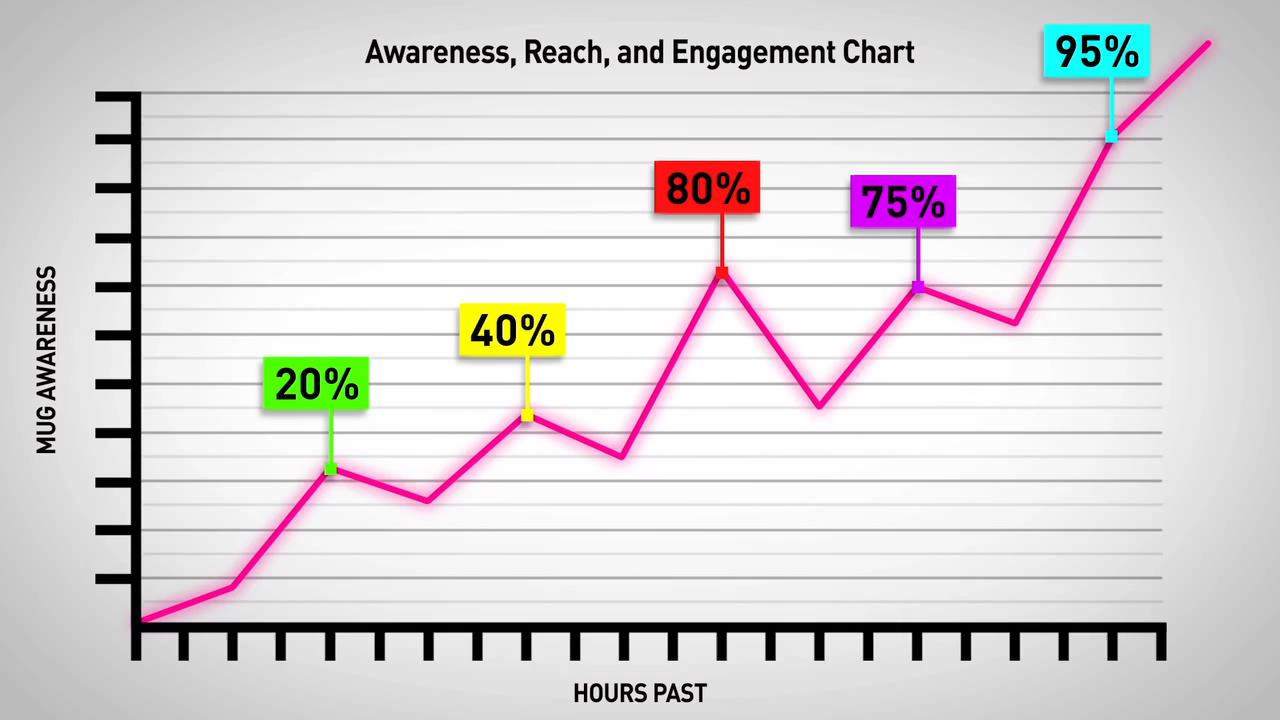 Awareness, Reach, and Engagement Chart
95%
80%
75%
40%
20%
MUG AWARENESS
HOURS PAST